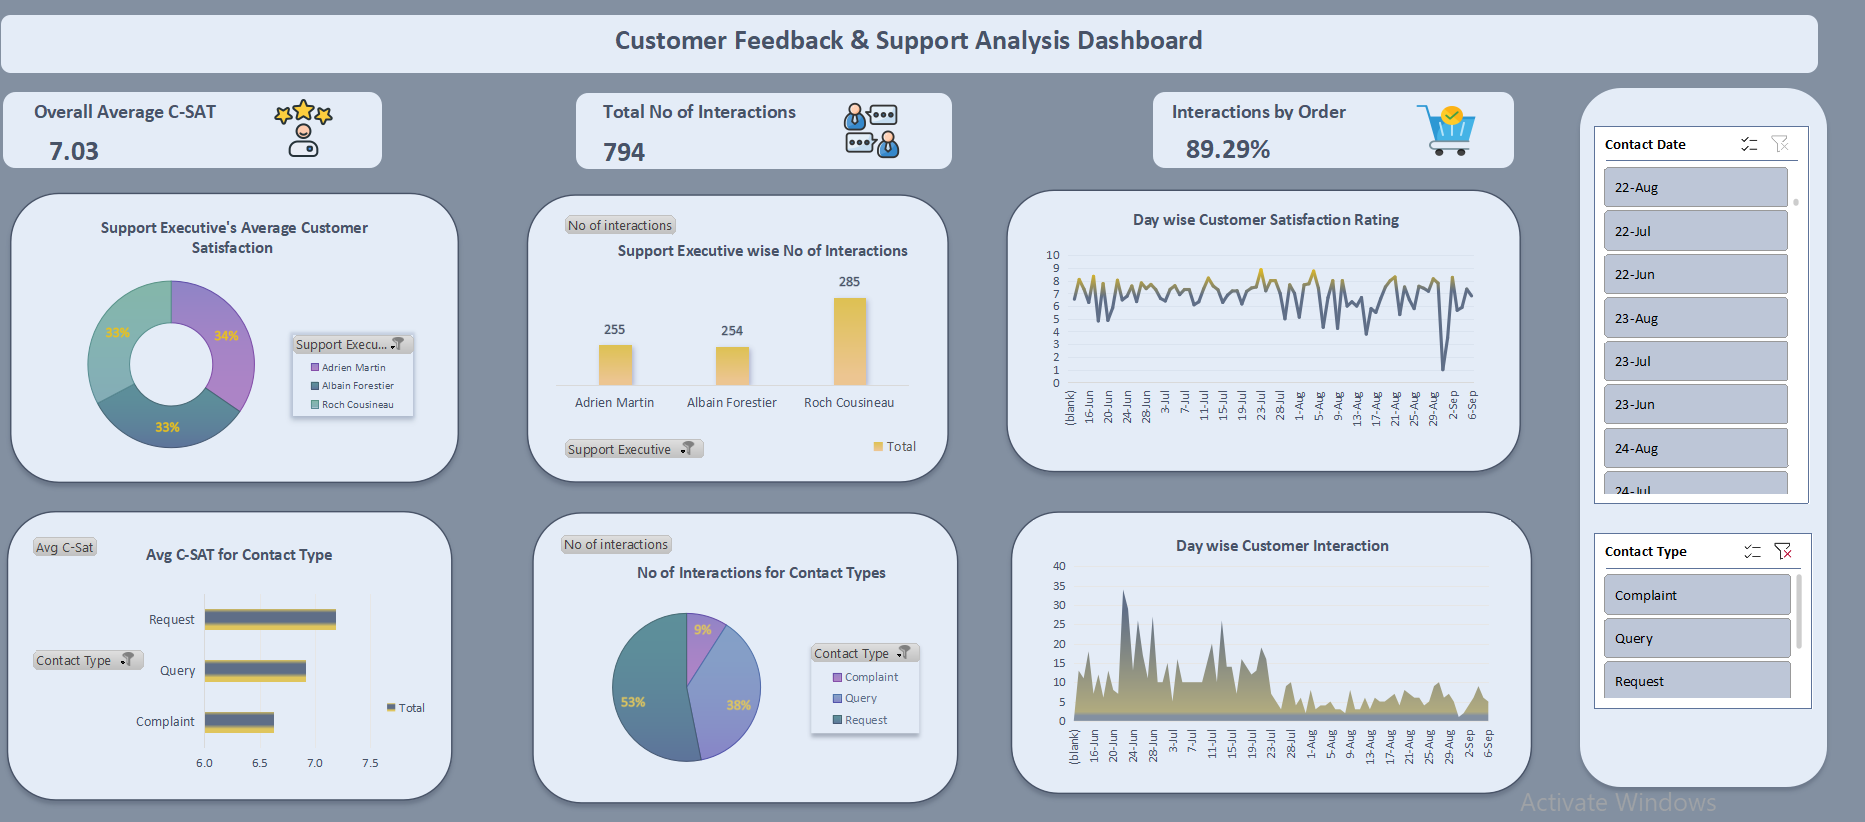 Customer Feedback & Support Analysis Dashboard
Overall Average C-SAT
7.03
Total No of Interactions
794
Interactions by Order
89.29%
Support Executive's Average Customer
Satisfaction
33%
34%
33%
Support Execu...
Adrien Martin
Albain Forestier
Roch Cousineau
No of interactions
Support Executive wise No of Interactions
285
255
254
Adrien Martin
Albain Forestier
Roch Cousineau
Support Executive
Total
Day wise Customer Satisfaction Rating
10
9
8
7
6
5
4
3
2
1
0
(blank)
16-Jun
20-Jun
24-Jun
28-Jun
3-Jul
7-Jul
11-Jul
15-Jul
19-Jul
23-Jul
28-Jul
1-Aug
5-Aug
9-Aug
13-Aug
17-Aug
21-Aug
25-Aug
29-Aug
2-Sep
6-Sep
Contact Date
22-Aug
22-Jul
22-Jun
23-Aug
23-Jul
23-Jun
24-Aug
24-Jul
Avg C-Sat
Avg C-SAT for Contact Type
Request
Contact Type
Query
Complaint
Total
6.0
6.5
7.0
7.5
No of interactions
No of Interactions for Contact Types
9%
53%
38%
Contact Type
Complaint
Query
Request
Day wise Customer Interaction
40
35
30
25
20
15
10
5
0
(blank)
16-Jun
20-Jun
24-Jun
28-Jun
3-Jul
7-Jul
11-Jul
15-Jul
19-Jul
23-Jul
28-Jul
1-Aug
5-Aug
9-Aug
13-Aug
17-Aug
21-Aug
25-Aug
29-Aug
2-Sep
6-Sep
Contact Type
Complaint
Query
Request
Activate Windows